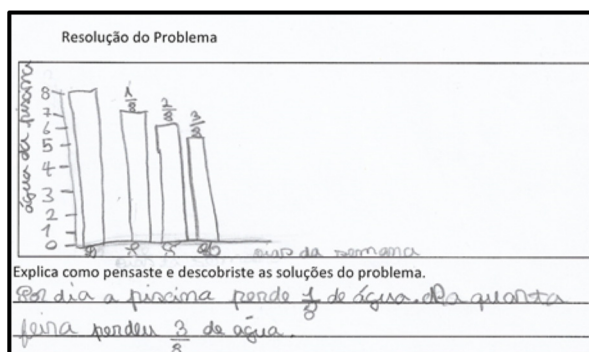 Resolução do Problema
água da piscina
8
7
6
5
4
3
2
1
0
1/8
2/8
3/8
dias da semana
Explica como pensaste e descobriste as soluções do problema.
Por dia a piscina perde 1/8 de água. Na quarta
feira perdeu 3/8 de água.